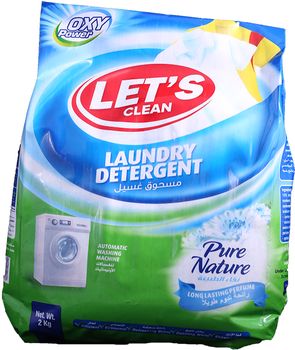 OXY
Power
LET'S
CLEAN
LAUNDRY
DETERGENT
مسحوق غسيل
AUTOMATIC
WASHING
MACHINE
Pure
Nature
LONG LASTING PERFUME
Net. Wt.
2 Kg